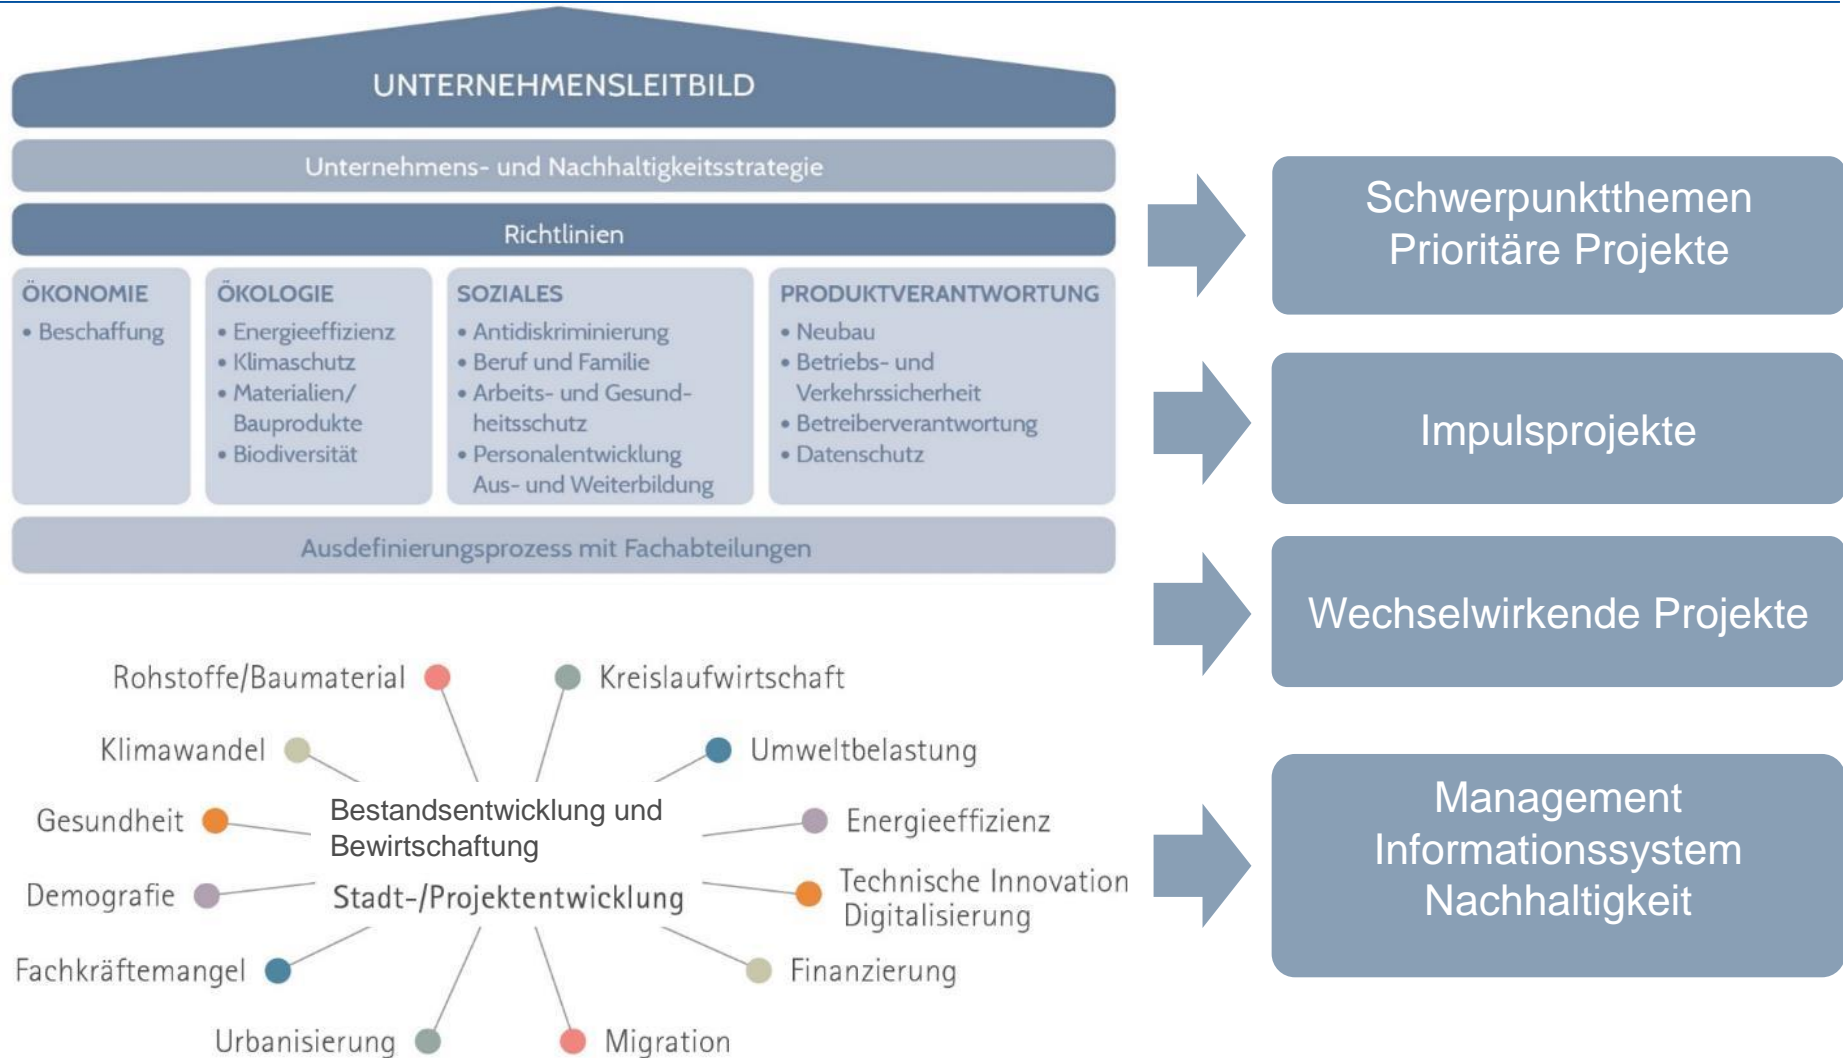 UNTERNEHMENSLEITBILD
Unternehmens- und Nachhaltigkeitsstrategie
Richtlinien
ÖKONOMIE
• Beschaffung
ÖKOLOGIE
• Energieeffizienz
• Klimaschutz
• Materialien/
Bauprodukte
• Biodiversität
SOZIALES
• Antidiskriminierung
• Beruf und Familie
• Arbeits- und Gesund-
heitsschutz
• Personalentwicklung
Aus- und Weiterbildung
PRODUKTVERANTWORTUNG
• Neubau
• Betriebs- und
Verkehrssicherheit
• Betreiberverantwortung
• Datenschutz
Ausdefinierungsprozess mit Fachabteilungen
Rohstoffe/Baumaterial
Kreislaufwirtschaft
Klimawandel
Umweltbelastung
Gesundheit
Bestandsentwicklung und
Bewirtschaftung
Energieeffizienz
Demografie
Stadt-/Projektentwicklung
Technische Innovation
Digitalisierung
Fachkräftemangel
Finanzierung
Urbanisierung
Migration
Schwerpunktthemen
Prioritäre Projekte
Impulsprojekte
Wechselwirkende Projekte
Management
Informationssystem
Nachhaltigkeit